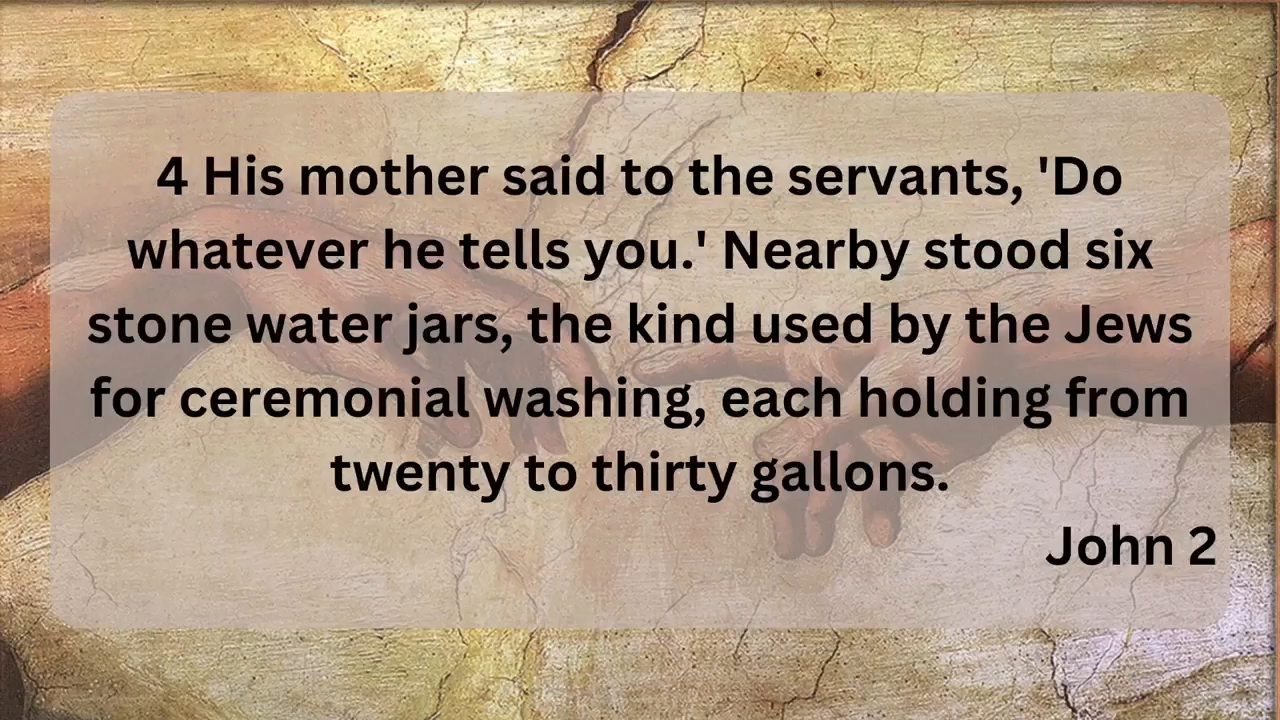 4 His mother said to the servants, 'Do
whatever he tells you.' Nearby stood six
stone water jars, the kind used by the Jews
for ceremonial washing, each holding from
twenty to thirty gallons.
John 2